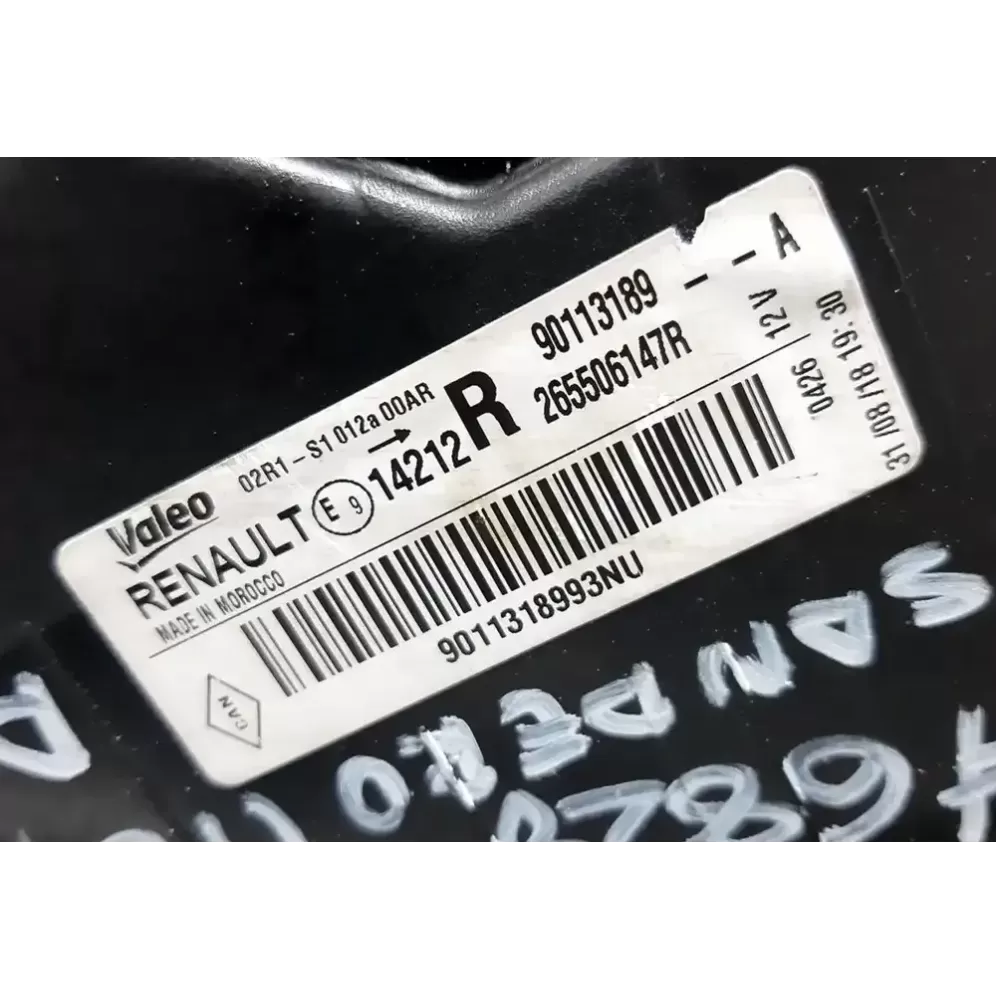 Valeo 02R1-S1 012a 00AR 90113189 - - A
RENAULT E 9 14212 → R 265506147R 12V
MADE IN MOROCCO 0426
31/08/18 19:30
9011318993NU
CAN
SANDERO